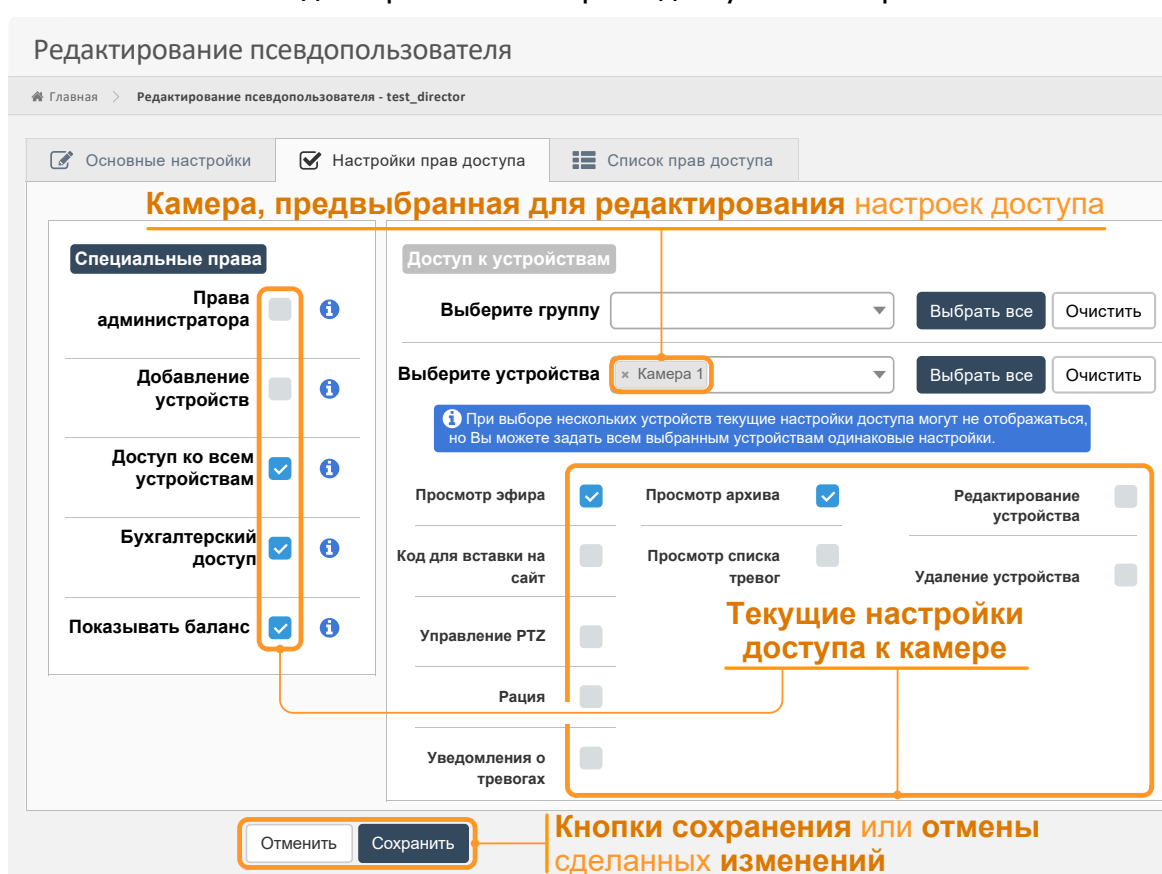 Редактирование псевдопользователя
Главная > Редактирование псевдопользователя - test_director
Основные настройки
Настройки прав доступа
Список прав доступа
Камера, предвыбранная для редактирования настроек доступа
Специальные права
Доступ к устройствам
Права
администратора
Выберите группу
Выбрать все
Очистить
Добавление
устройств
Выберите устройства
× Камера 1
Выбрать все
Очистить
При выборе нескольких устройств текущие настройки доступа могут не отображаться,
но Вы можете задать всем выбранным устройствам одинаковые настройки.
Доступ ко всем
устройствам
Бухгалтерский
доступ
Показывать баланс
Просмотр эфира
Просмотр архива
Редактирование
устройства
Код для вставки на
сайт
Просмотр списка
тревог
Удаление устройства
Управление PTZ
Текущие настройки
доступа к камере
Рация
Уведомления о
тревогах
Отменить
Сохранить
Кнопки сохранения или отмены
сделанных изменений